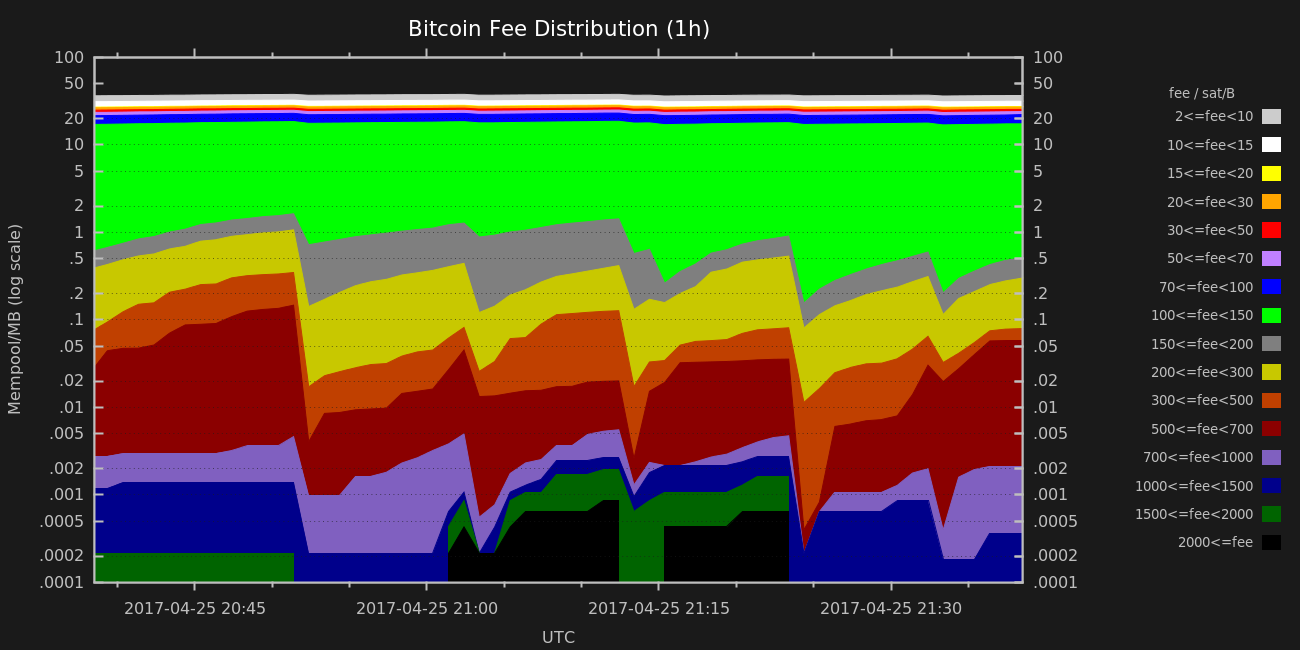 Bitcoin Fee Distribution (1h)
100
50
20
10
5
2
1
.5
.2
.1
.05
.02
.01
.005
.002
.001
.0005
.0002
.0001
Mempool/MB (log scale)
100
50
20
10
5
2
1
.5
.2
.1
.05
.02
.01
.005
.002
.001
.0005
.0002
.0001
2017-04-25 20:45
2017-04-25 21:00
2017-04-25 21:15
2017-04-25 21:30
UTC
fee / sat/B
2<=fee<10
10<=fee<15
15<=fee<20
20<=fee<30
30<=fee<50
50<=fee<70
70<=fee<100
100<=fee<150
150<=fee<200
200<=fee<300
300<=fee<500
500<=fee<700
700<=fee<1000
1000<=fee<1500
1500<=fee<2000
2000<=fee